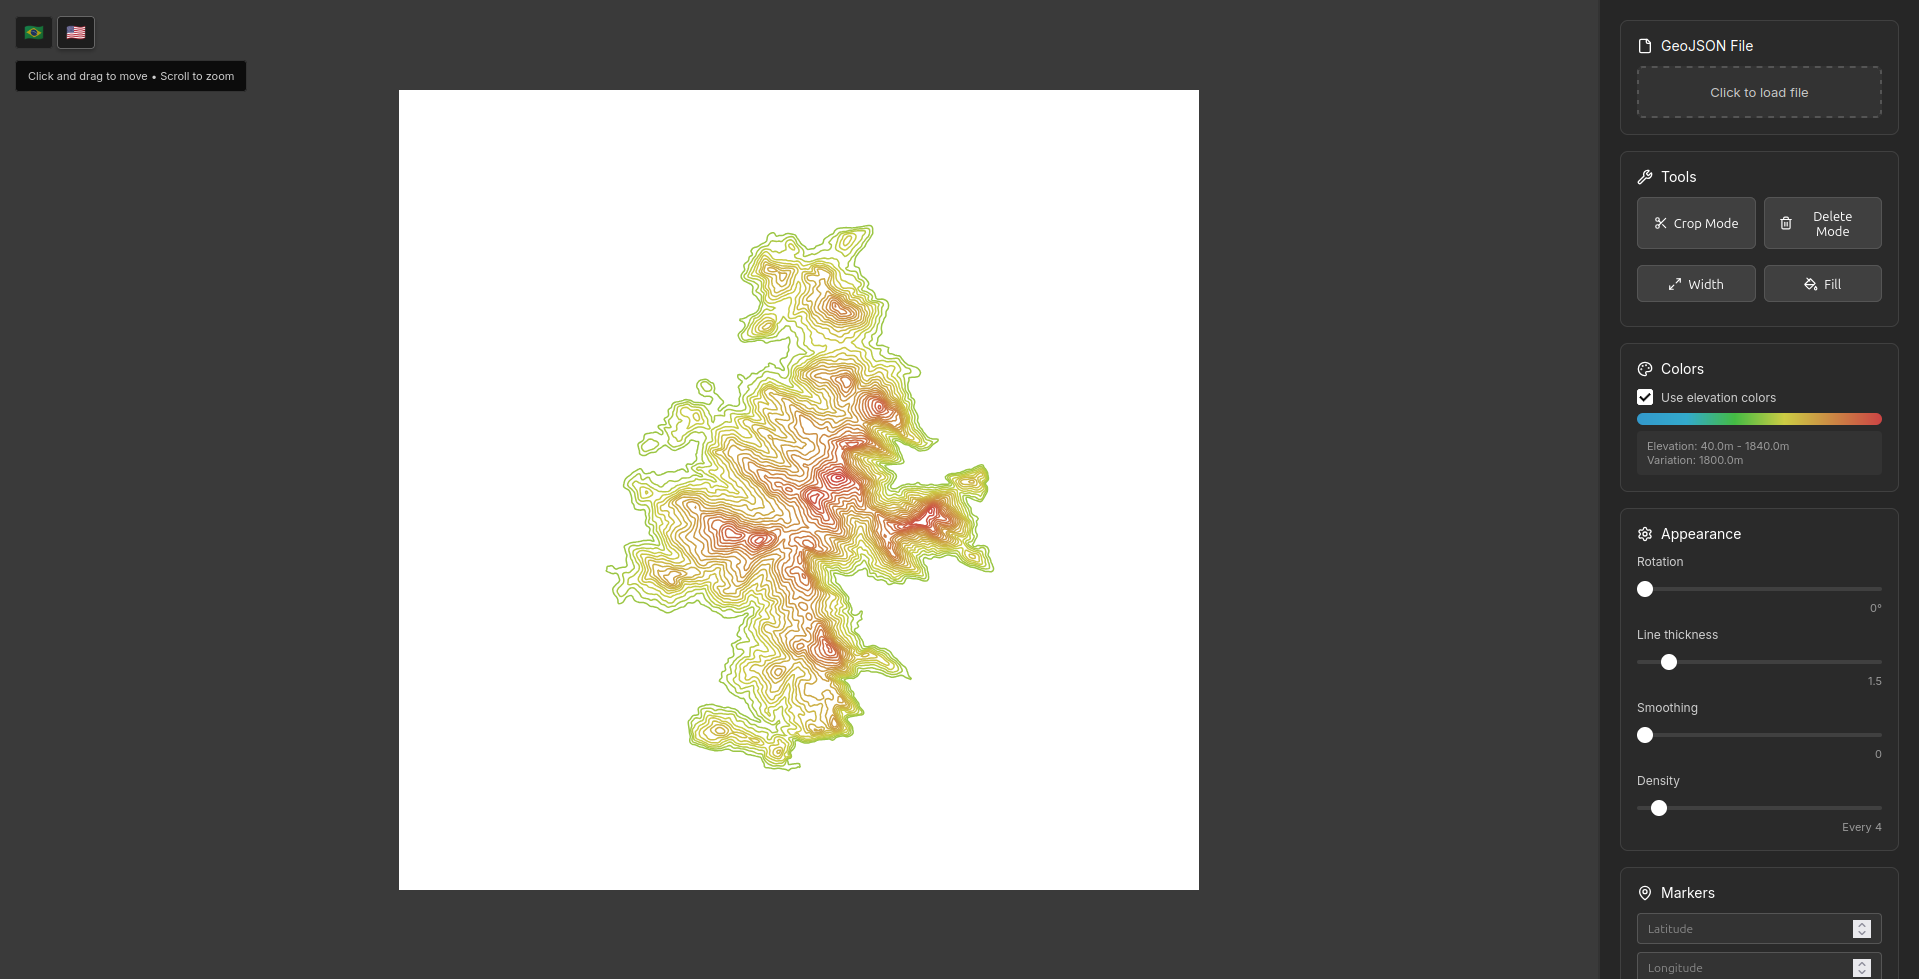 Click and drag to move • Scroll to zoom
GeoJSON File
Click to load file
Tools
Crop Mode
Delete
Mode
Width
Fill
Colors
Use elevation colors
Elevation: 40.0m - 1840.0m
Variation: 1800.0m
Appearance
Rotation
0°
Line thickness
1.5
Smoothing
0
Density
Every 4
Markers
Latitude
Longitude